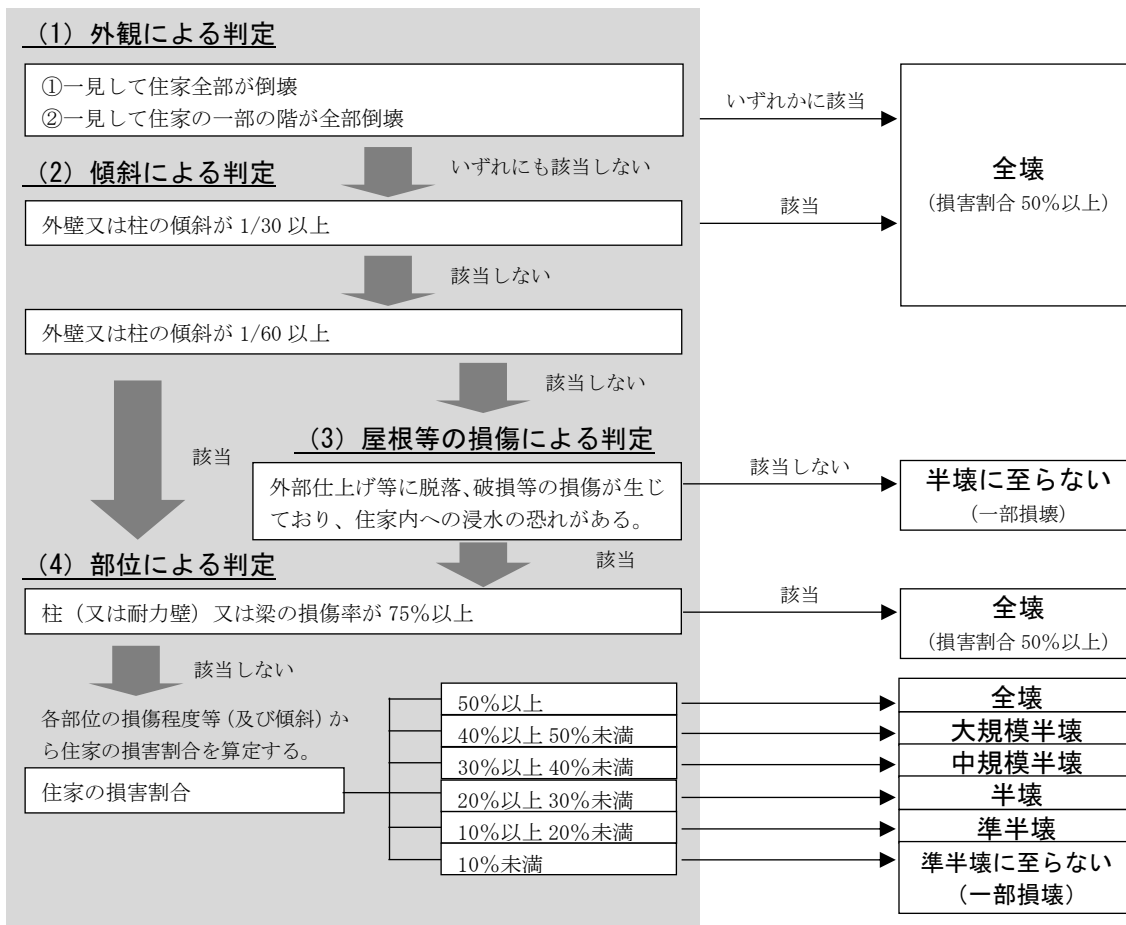 (1) 外観による判定
①一見して住家全部が倒壊
②一見して住家の一部の階が全部倒壊
いずれかに該当
全壊
(損害割合 50％以上)
いずれにも該当しない
(2) 傾斜による判定
外壁又は柱の傾斜が 1/30 以上
該当
該当しない
外壁又は柱の傾斜が 1/60 以上
該当しない
該当
(3) 屋根等の損傷による判定
外部仕上げ等に脱落、破損等の損傷が生じ
ており、住家内への浸水の恐れがある。
該当しない
半壊に至らない
(一部損壊)
該当
(4) 部位による判定
柱（又は耐力壁）又は梁の損傷率が 75％以上
該当
全壊
(損害割合 50％以上)
該当しない
各部位の損傷程度等（及び傾斜）か
ら住家の損害割合を算定する。
住家の損害割合
50％以上
全壊
40％以上 50％未満
大規模半壊
30％以上 40％未満
中規模半壊
20％以上 30％未満
半壊
10％以上 20％未満
準半壊
10％未満
準半壊に至らない
（一部損壊）